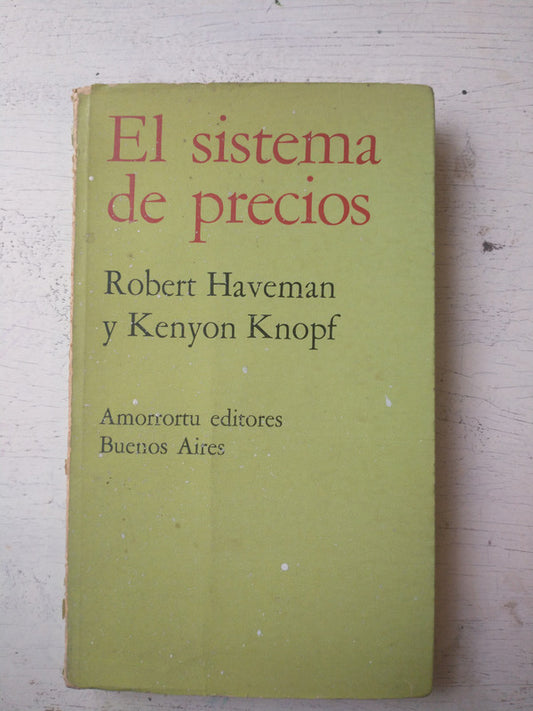 El sistema
de precios
Robert Haveman
y Kenyon Knopf
Amorrortu editores
Buenos Aires